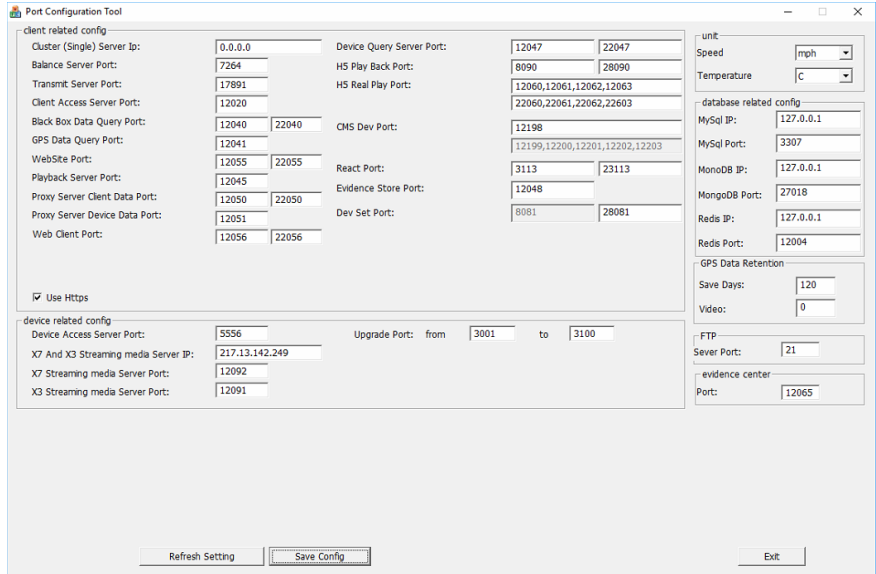 Port Configuration Tool
client related config
Cluster (Single) Server Ip: 0.0.0.0
Balance Server Port: 7264
Transmit Server Port: 17891
Client Access Server Port: 12020
Black Box Data Query Port: 12040 22040
GPS Data Query Port: 12041
WebSite Port: 12055 22055
Playback Server Port: 12045
Proxy Server Client Data Port: 12050 22050
Proxy Server Device Data Port: 12051
Web Client Port: 12056 22056
Use Https
Device Query Server Port: 12047 22047
H5 Play Back Port: 8090 28090
H5 Real Play Port: 12060,12061,12062,12063
22060,22061,22062,22603
CMS Dev Port: 12198
12199,12200,12201,12202,12203
React Port: 3113 23113
Evidence Store Port: 12048
Dev Set Port: 8081 28081
device related config
Device Access Server Port: 5556
X7 And X3 Streaming media Server IP: 217.13.142.249
X7 Streaming media Server Port: 12092
X3 Streaming media Server Port: 12091
Upgrade Port: from 3001 to 3100
unit
Speed mph
Temperature C
database related config
MySql IP: 127.0.0.1
MySql Port: 3307
MonoDB IP: 127.0.0.1
MongoDB Port: 27018
Redis IP: 127.0.0.1
Redis Port: 12004
GPS Data Retention
Save Days: 120
Video: 0
FTP
Sever Port: 21
evidence center
Port: 12065
Refresh Setting
Save Config
Exit